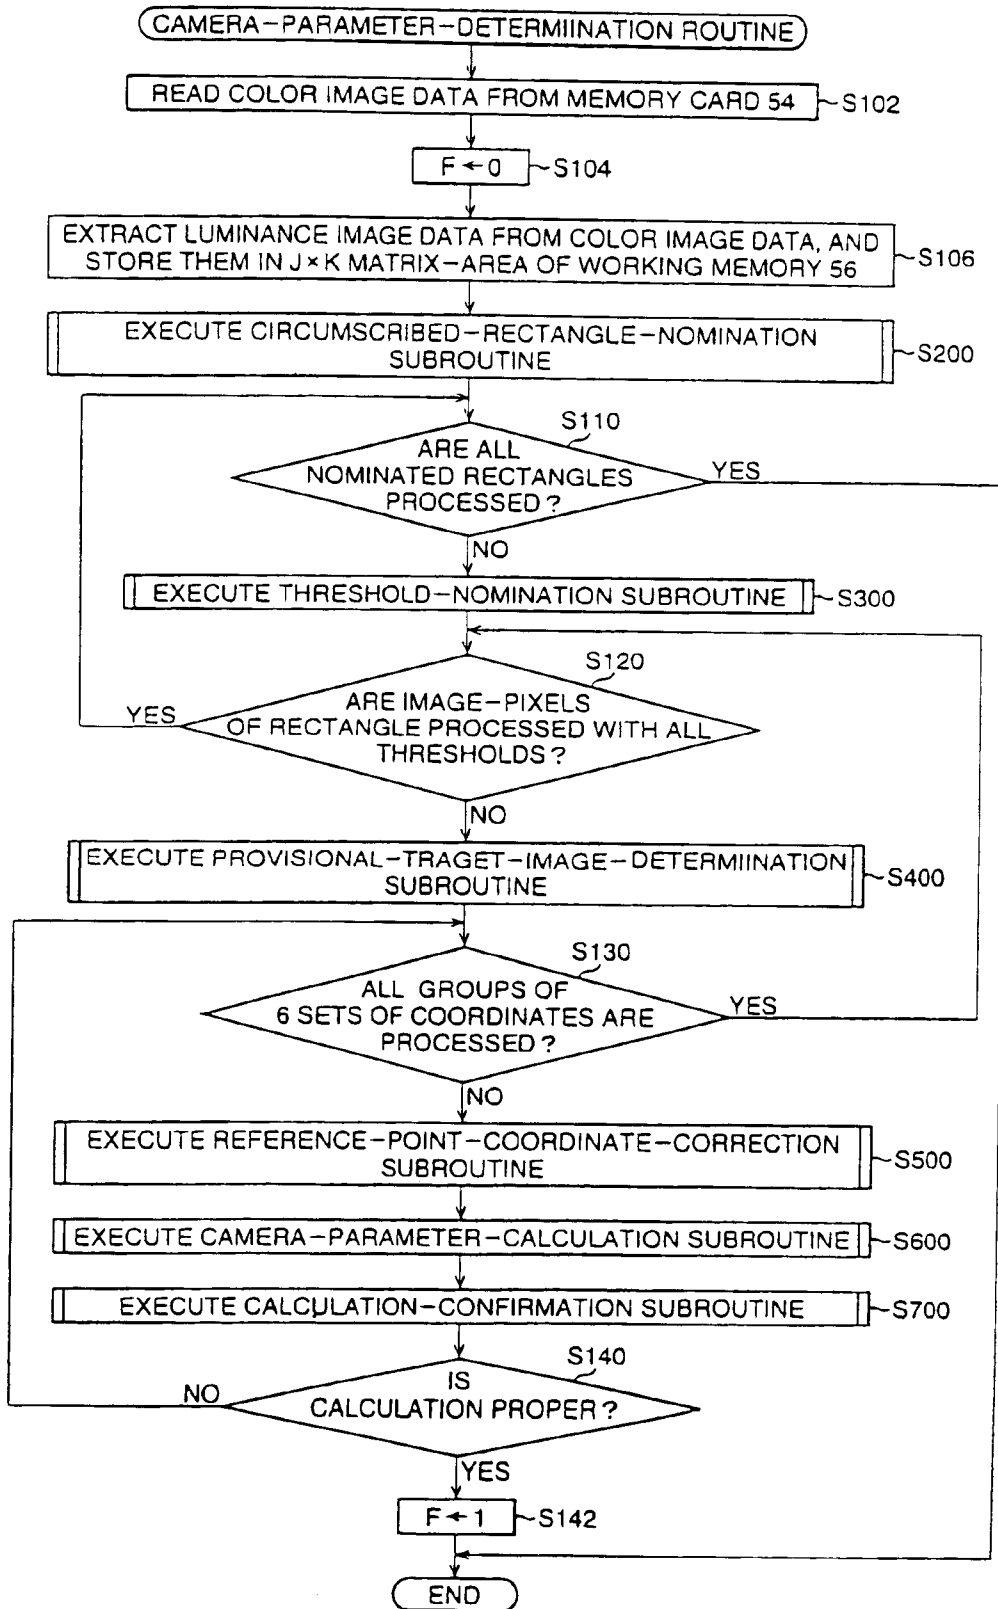 CAMERA-PARAMETER-DETERMIINATION ROUTINE
READ COLOR IMAGE DATA FROM MEMORY CARD 54
S102
F ← 0
S104
EXTRACT LUMINANCE IMAGE DATA FROM COLOR IMAGE DATA, AND
STORE THEM IN J×K MATRIX-AREA OF WORKING MEMORY 56
S106
EXECUTE CIRCUMSCRIBED-RECTANGLE-NOMINATION
SUBROUTINE
S200
S110
ARE ALL
NOMINATED RECTANGLES
PROCESSED?
YES
NO
EXECUTE THRESHOLD-NOMINATION SUBROUTINE
S300
S120
ARE IMAGE-PIXELS
OF RECTANGLE PROCESSED WITH ALL
THRESHOLDS?
YES
NO
EXECUTE PROVISIONAL-TRAGET-IMAGE-DETERMIINATION
SUBROUTINE
S400
S130
ALL GROUPS OF
6 SETS OF COORDINATES ARE
PROCESSED?
YES
NO
EXECUTE REFERENCE-POINT-COORDINATE-CORRECTION
SUBROUTINE
S500
EXECUTE CAMERA-PARAMETER-CALCULATION SUBROUTINE
S600
EXECUTE CALCULATION-CONFIRMATION SUBROUTINE
S700
S140
IS
CALCULATION PROPER?
NO
YES
F ← 1
S142
END